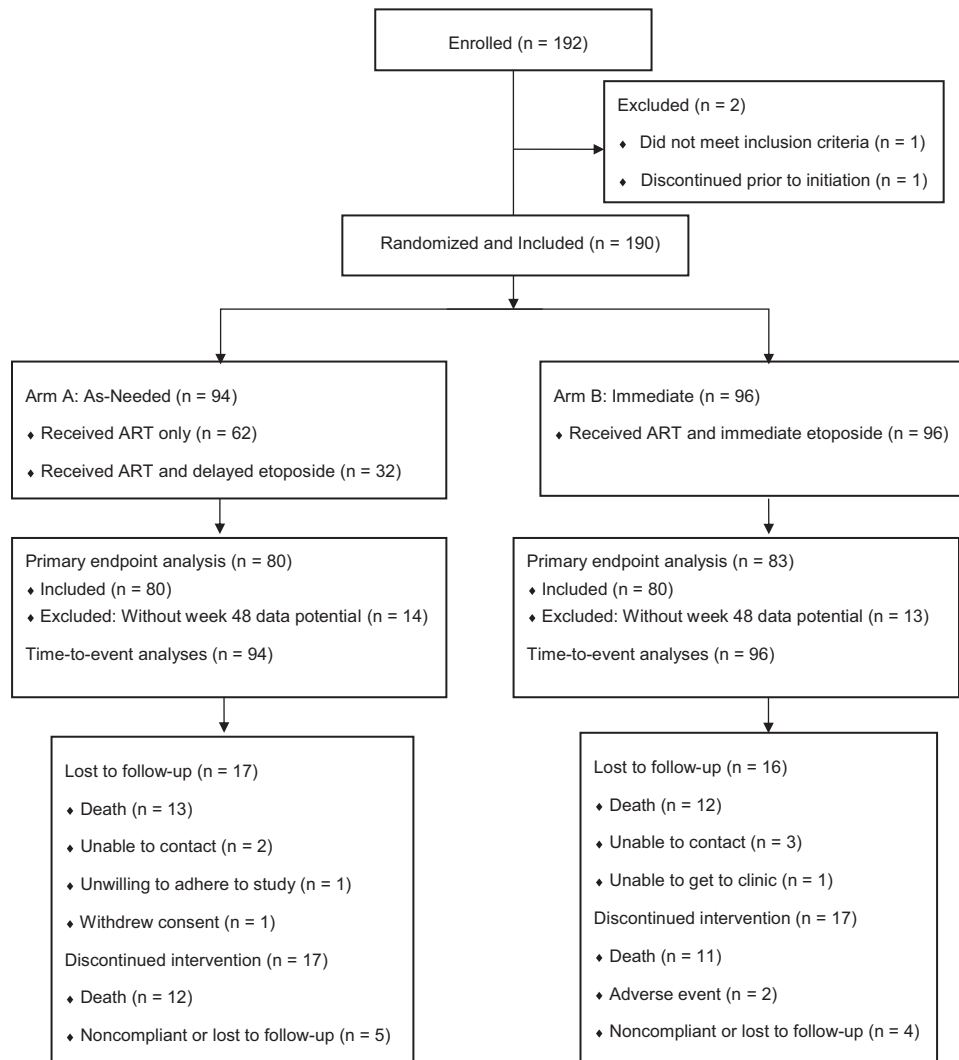 Enrolled (n = 192)
Excluded (n = 2)
♦ Did not meet inclusion criteria (n = 1)
♦ Discontinued prior to initiation (n = 1)
Randomized and Included (n = 190)
Arm A: As-Needed (n = 94)
♦ Received ART only (n = 62)
♦ Received ART and delayed etoposide (n = 32)
Arm B: Immediate (n = 96)
♦ Received ART and immediate etoposide (n = 96)
Primary endpoint analysis (n = 80)
♦ Included (n = 80)
♦ Excluded: Without week 48 data potential (n = 14)
Time-to-event analyses (n = 94)
Primary endpoint analysis (n = 83)
♦ Included (n = 80)
♦ Excluded: Without week 48 data potential (n = 13)
Time-to-event analyses (n = 96)
Lost to follow-up (n = 17)
♦ Death (n = 13)
♦ Unable to contact (n = 2)
♦ Unwilling to adhere to study (n = 1)
♦ Withdrew consent (n = 1)
Discontinued intervention (n = 17)
♦ Death (n = 12)
♦ Noncompliant or lost to follow-up (n = 5)
Lost to follow-up (n = 16)
♦ Death (n = 12)
♦ Unable to contact (n = 3)
♦ Unable to get to clinic (n = 1)
Discontinued intervention (n = 17)
♦ Death (n = 11)
♦ Adverse event (n = 2)
♦ Noncompliant or lost to follow-up (n = 4)